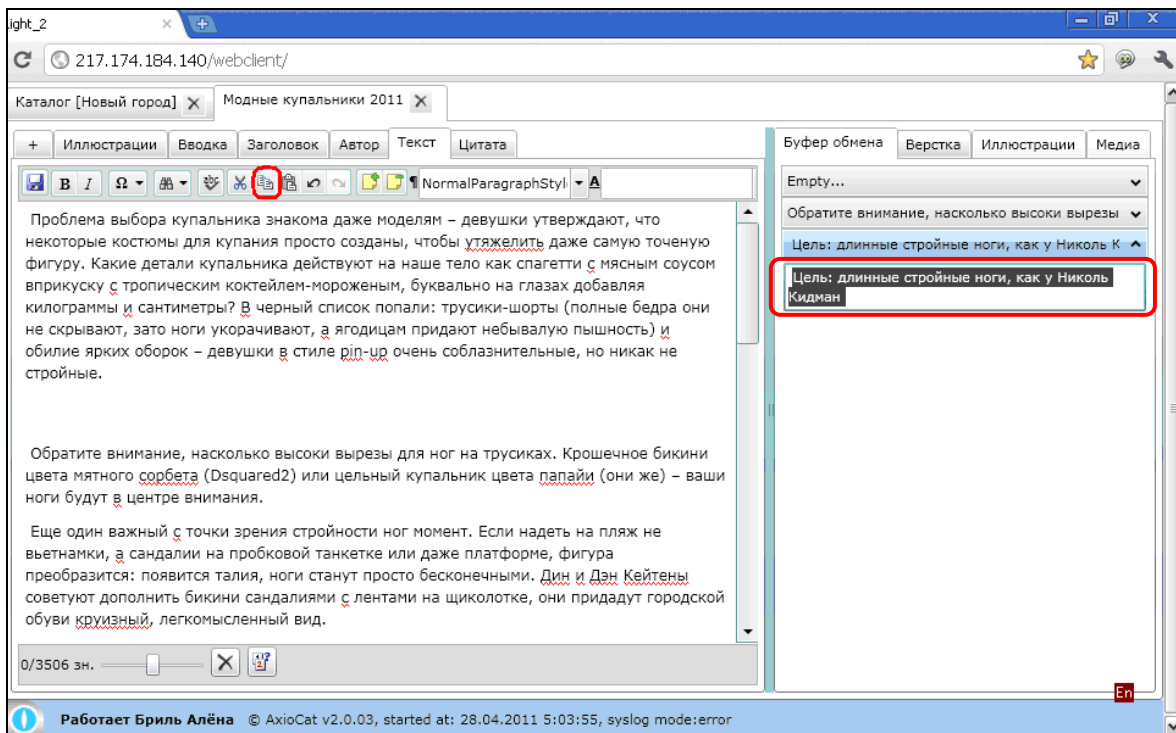 Light_2
217.174.184.140/webclient/
Каталог [Новый город]
Модные купальники 2011
+ Иллюстрации Вводка Заголовок Автор Текст Цитата
B I Ω abc ¶ NormalParagraphStyl A
Проблема выбора купальника знакома даже моделям – девушки утверждают, что
некоторые костюмы для купания просто созданы, чтобы утяжелить даже самую точеную
фигуру. Какие детали купальника действуют на наше тело как спагетти с мясным соусом
вприкуску с тропическим коктейлем-мороженым, буквально на глазах добавляя
килограммы и сантиметры? В черный список попали: трусики-шорты (полные бедра они
не скрывают, зато ноги укорачивают, а ягодицам придают небывалую пышность) и
обилие ярких оборок – девушки в стиле pin-up очень соблазнительные, но никак не
стройные.
Обратите внимание, насколько высоки вырезы для ног на трусиках. Крошечное бикини
цвета мятного сорбета (Dsquared2) или цельный купальник цвета папайи (они же) – ваши
ноги будут в центре внимания.
Еще один важный с точки зрения стройности ног момент. Если надеть на пляж не
вьетнамки, а сандалии на пробковой танкетке или даже платформе, фигура
преобразится: появится талия, ноги станут просто бесконечными. Дин и Дэн Кейтены
советуют дополнить бикини сандалиями с лентами на щиколотке, они придадут городской
обуви круизный, легкомысленный вид.
0/3506 зн.
Буфер обмена Верстка Иллюстрации Медиа
Empty...
Обратите внимание, насколько высоки вырезы
Цель: длинные стройные ноги, как у Николь К
Цель: длинные стройные ноги, как у Николь
Кидман
En
Работает Бриль Алёна © AxioCat v2.0.03, started at: 28.04.2011 5:03:55, syslog mode:error